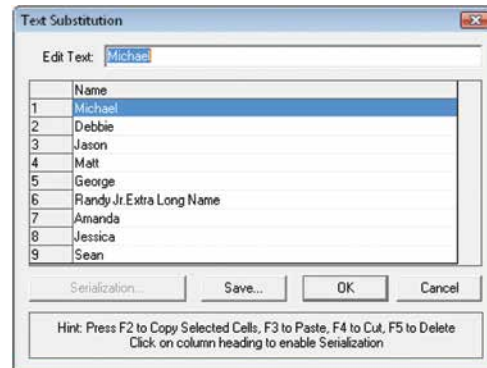 Text Substitution
Edit Text: Michael
Name
1 Michael
2 Debbie
3 Jason
4 Matt
5 George
6 Randy Jr.Extra Long Name
7 Amanda
8 Jessica
9 Sean
Serialization... Save... OK Cancel
Hint: Press F2 to Copy Selected Cells, F3 to Paste, F4 to Cut, F5 to Delete
Click on column heading to enable Serialization